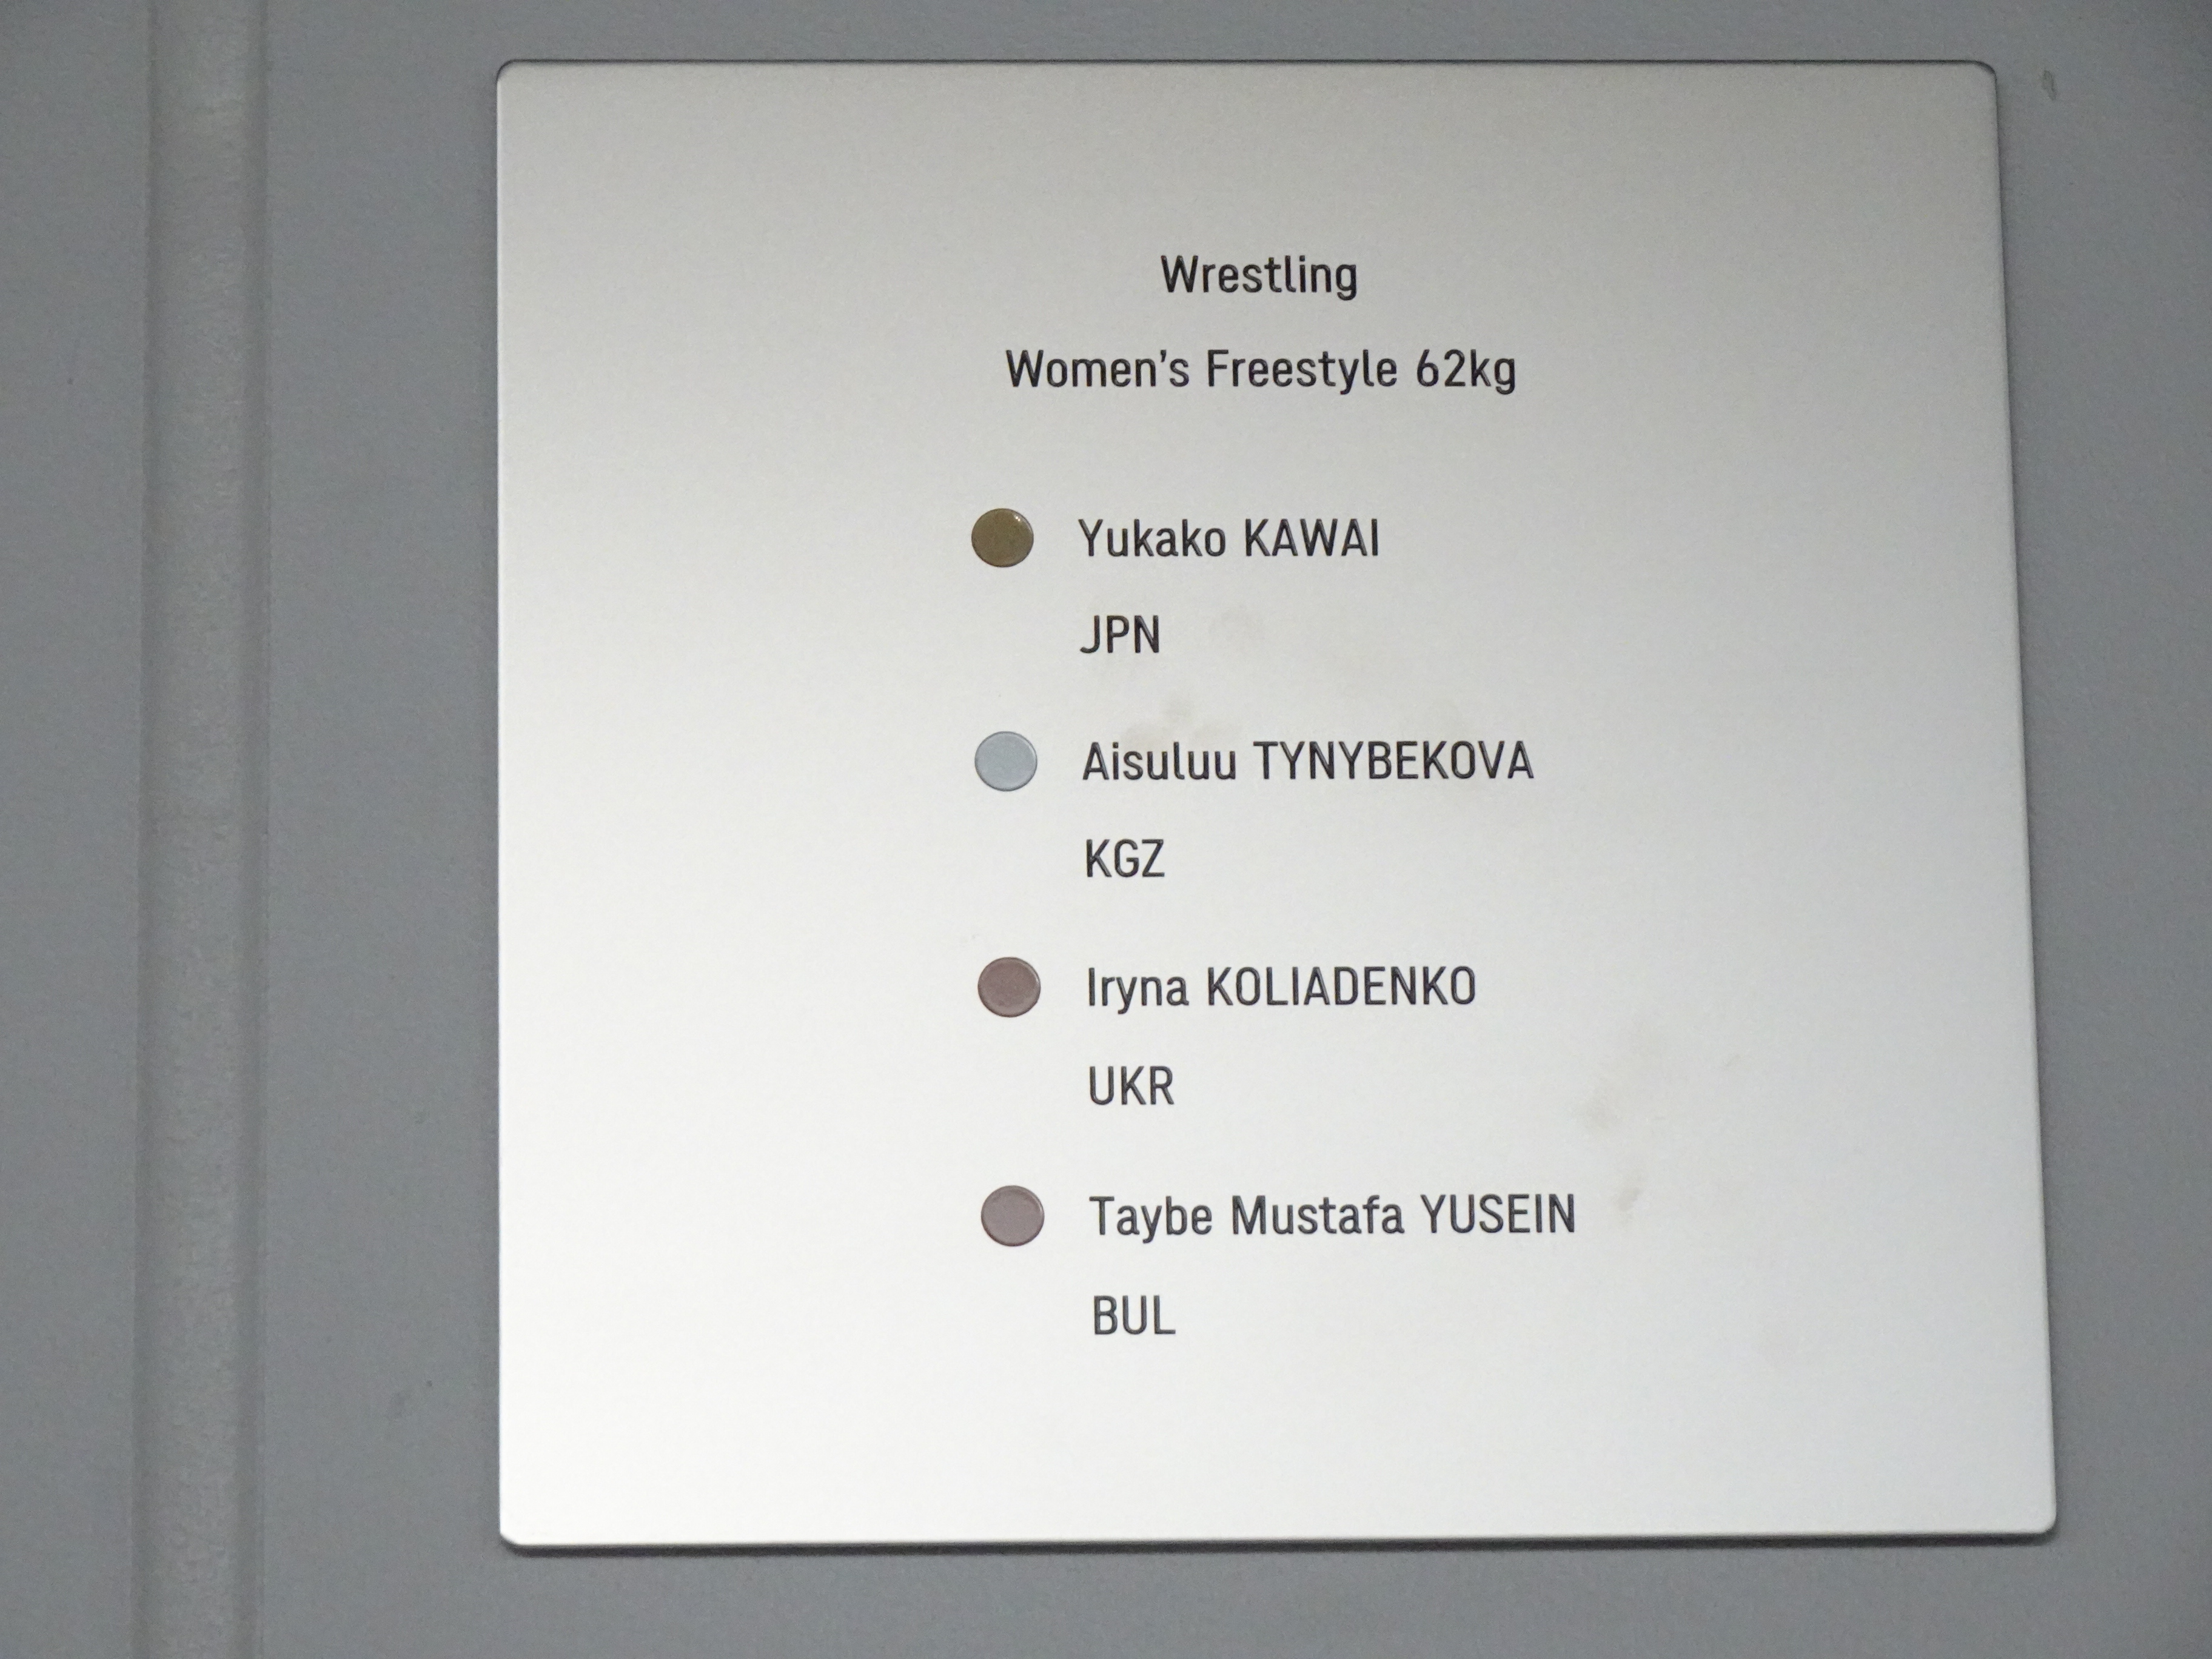 Wrestling
Women's Freestyle 62kg
Yukako KAWAI
JPN
Aisuluu TYNYBEKOVA
KGZ
Iryna KOLIADENKO
UKR
Taybe Mustafa YUSEIN
BUL